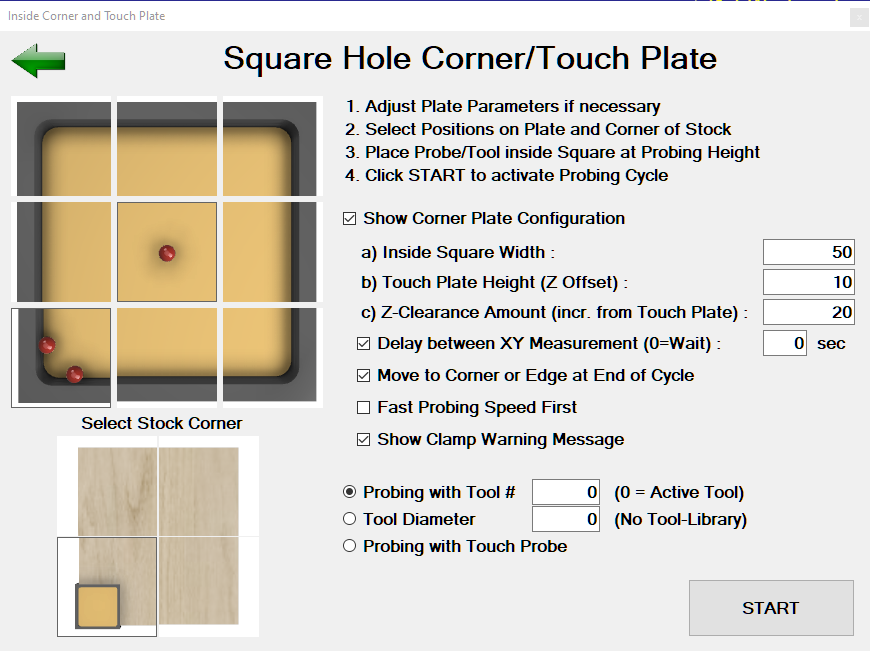 Inside Corner and Touch Plate
Square Hole Corner/Touch Plate
1. Adjust Plate Parameters if necessary
2. Select Positions on Plate and Corner of Stock
3. Place Probe/Tool inside Square at Probing Height
4. Click START to activate Probing Cycle
Show Corner Plate Configuration
a) Inside Square Width : 50
b) Touch Plate Height (Z Offset) : 10
c) Z-Clearance Amount (incr. from Touch Plate) : 20
Delay between XY Measurement (0=Wait) : 0 sec
Move to Corner or Edge at End of Cycle
Fast Probing Speed First
Show Clamp Warning Message
Select Stock Corner
Probing with Tool # 0 (0 = Active Tool)
Tool Diameter 0 (No Tool-Library)
Probing with Touch Probe
START